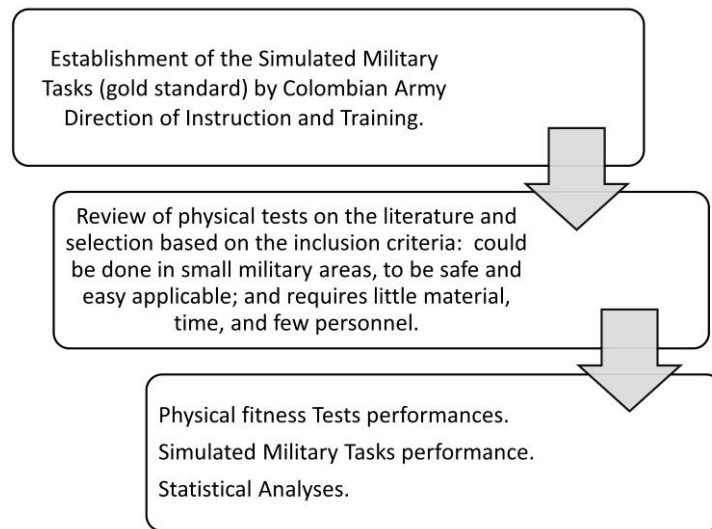 Establishment of the Simulated Military
Tasks (gold standard) by Colombian Army
Direction of Instruction and Training.
Review of physical tests on the literature and
selection based on the inclusion criteria: could
be done in small military areas, to be safe and
easy applicable; and requires little material,
time, and few personnel.
Physical fitness Tests performances.
Simulated Military Tasks performance.
Statistical Analyses.